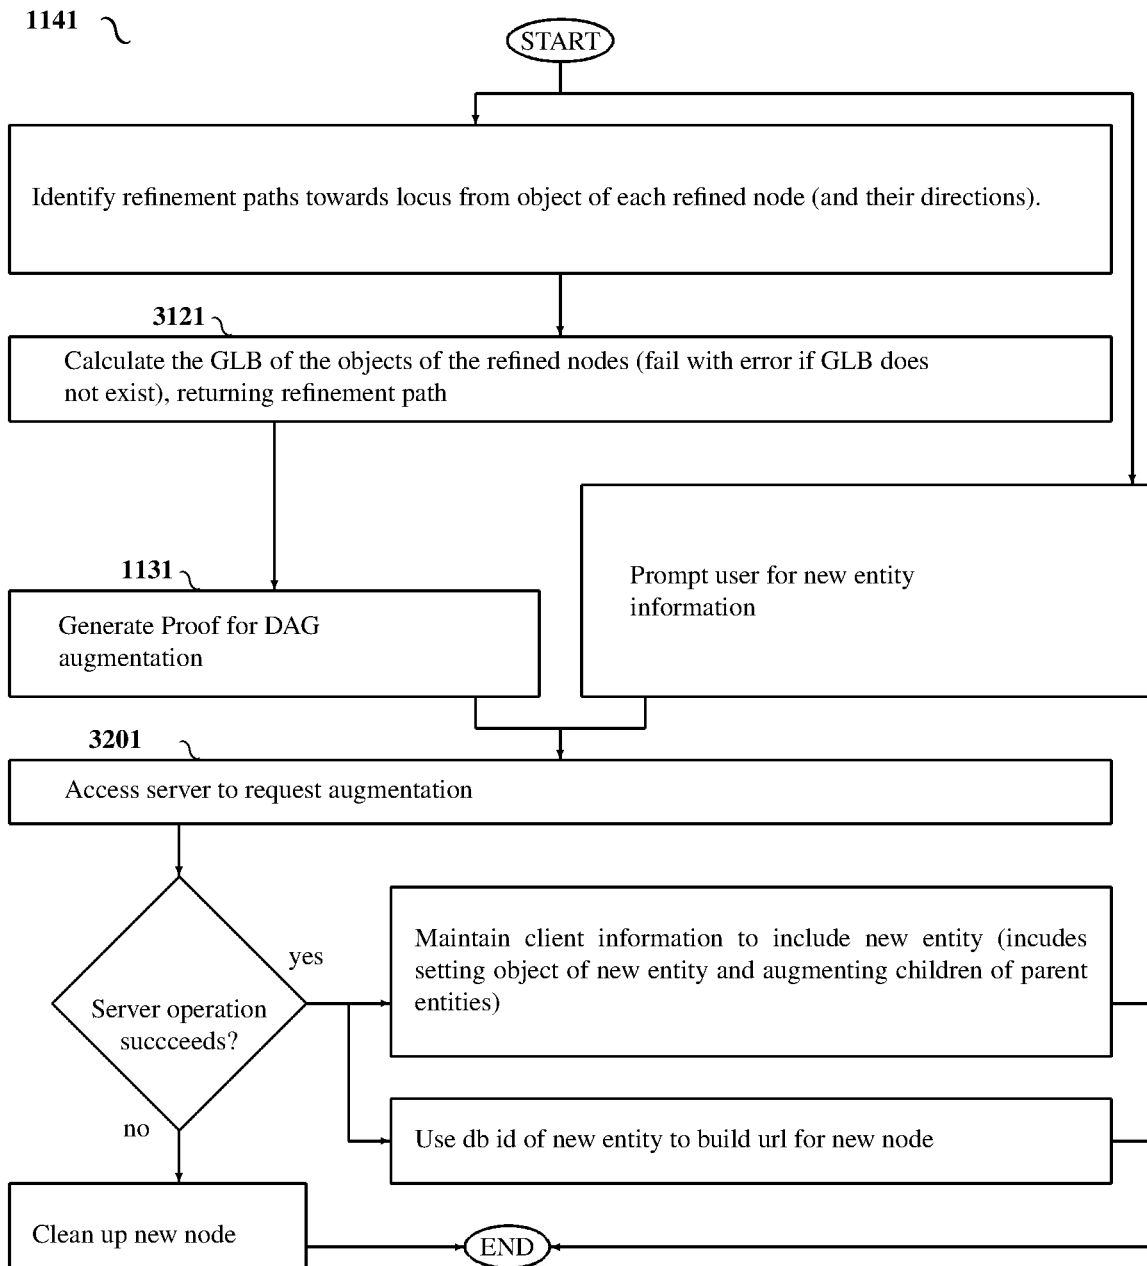 1141
START
Identify refinement paths towards locus from object of each refined node (and their directions).
3121
Calculate the GLB of the objects of the refined nodes (fail with error if GLB does
not exist), returning refinement path
1131
Generate Proof for DAG
augmentation
Prompt user for new entity
information
3201
Access server to request augmentation
Server operation
succceeds?
yes
no
Maintain client information to include new entity (incudes
setting object of new entity and augmenting children of parent
entities)
Use db id of new entity to build url for new node
Clean up new node
END